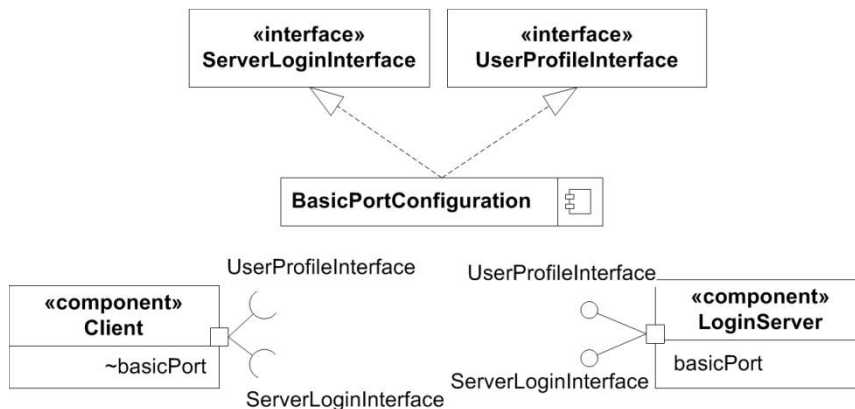 «interface»
ServerLoginInterface
«interface»
UserProfileInterface
BasicPortConfiguration
UserProfileInterface
«component»
Client
~basicPort
ServerLoginInterface
UserProfileInterface
«component»
LoginServer
basicPort
ServerLoginInterface